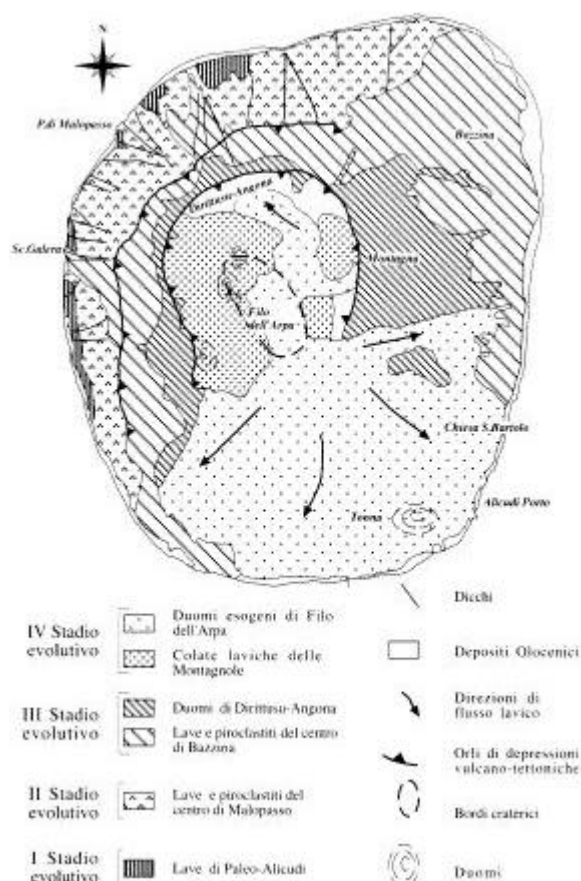 N
P.di Malopasso
Bazzina
Dirittuso-Angona
Sc.Galera
Montagna
Filo
dell'Arpa
Chiesa S.Bartolo
Alicudi Porto
IV Stadio
evolutivo
Duomi esogeni di Filo
dell'Arpa
Colate laviche delle
Montagnole
III Stadio
evolutivo
Duomi di Dirittuso-Angona
Lave e piroclastiti del centro
di Bazzina
II Stadio
evolutivo
Lave e piroclastiti del
centro di Malopasso
I Stadio
evolutivo
Lave di Paleo-Alicudi
Dicchi
Depositi Olocenici
Direzioni di
flusso lavico
Orli di depressioni
vulcano-tettoniche
Bordi craterici
Duomi